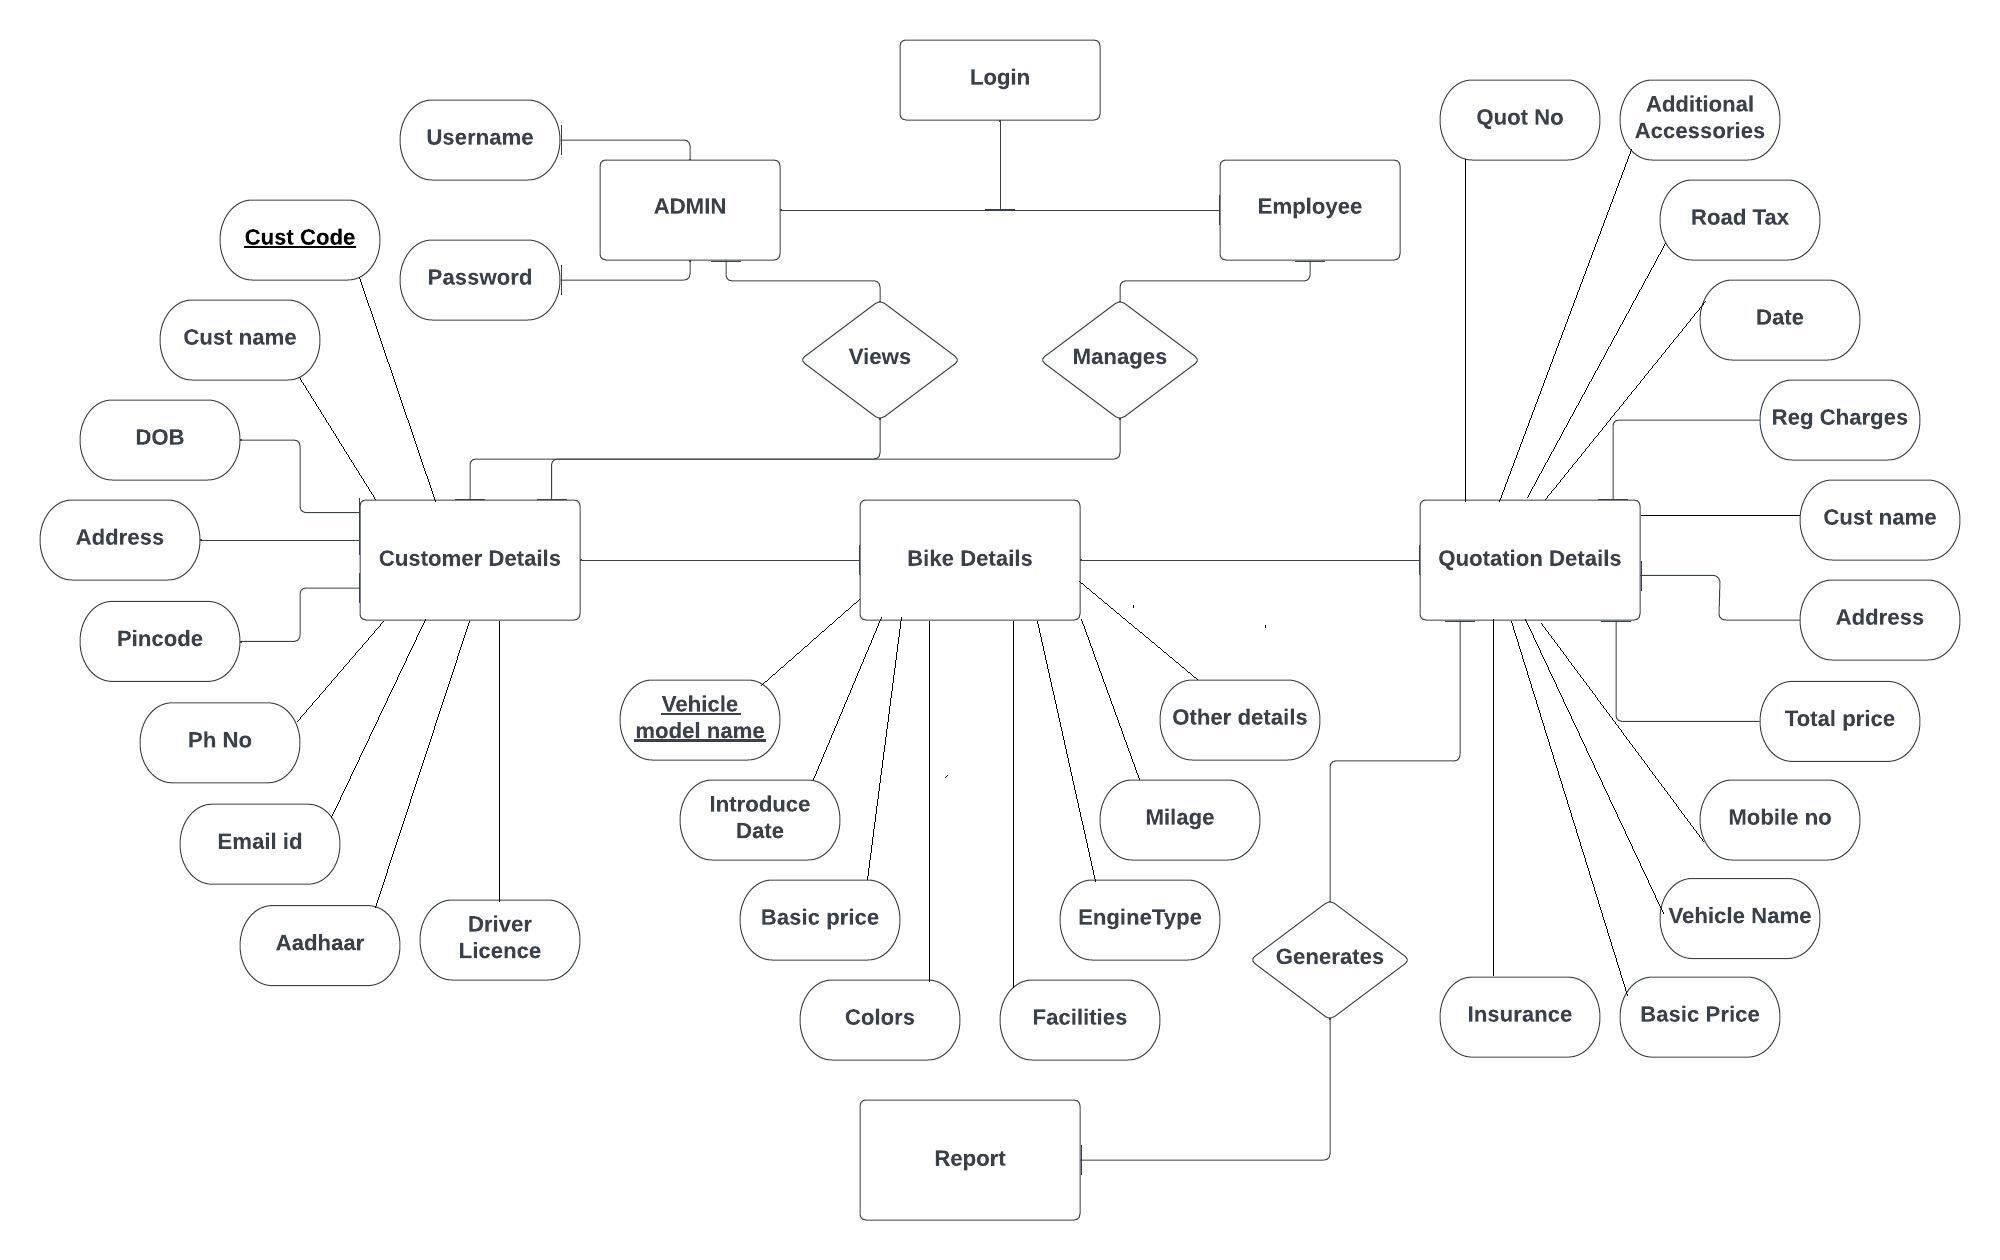 Login
Username
Quot No
Additional
Accessories
ADMIN
Employee
Road Tax
Cust Code
Password
Date
Cust name
Views
Manages
DOB
Reg Charges
Address
Customer Details
Bike Details
Quotation Details
Cust name
Pincode
Address
Ph No
Vehicle
model name
Other details
Total price
Email id
Introduce
Date
Milage
Mobile no
Aadhaar
Driver
Licence
Basic price
EngineType
Generates
Vehicle Name
Colors
Facilities
Insurance
Basic Price
Report